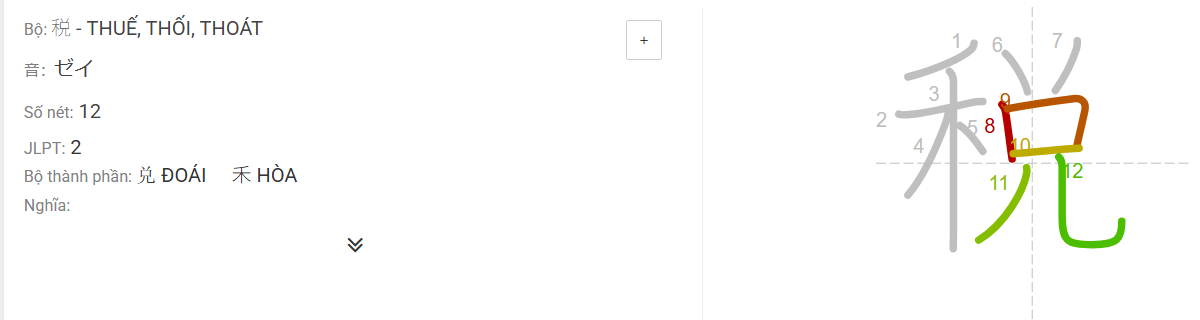 Bộ: 税 - THUẾ, THỐI, THOÁT
+
音: ゼイ
Số nét: 12
JLPT: 2
Bộ thành phần: 兑 ĐOÁI 禾 HÒA
Nghĩa:
税
1 6 7
3 9
2 8 5
4 10
11 12